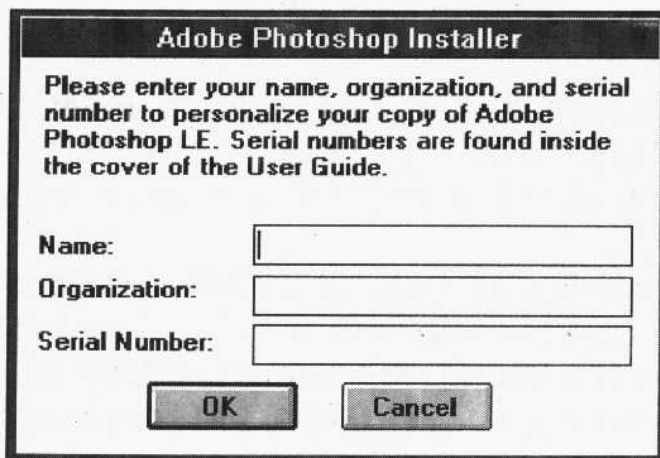 Adobe Photoshop Installer
Please enter your name, organization, and serial
number to personalize your copy of Adobe
Photoshop LE. Serial numbers are found inside
the cover of the User Guide.
Name:
Organization:
Serial Number:
OK
Cancel